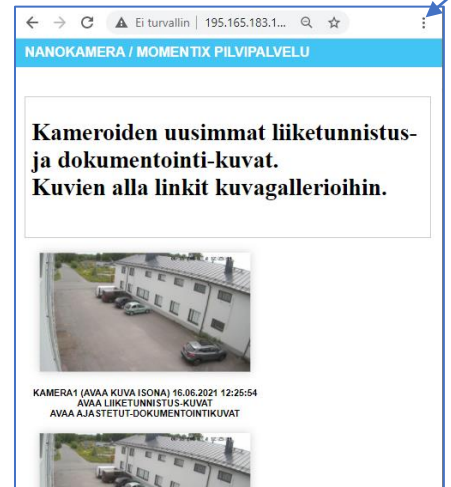 Ei turvallin | 195.165.183.1...
NANOKAMERA / MOMENTIX PILVIPALVELU
Kameroiden uusimmat liiketunnistus-
ja dokumentointi-kuvat.
Kuvien alla linkit kuvagallerioihin.
KAMERA1 (AVAA KUVA ISONA) 16.06.2021 12:25:54
AVAA LIIKETUNNISTUS-KUVAT
AVAA AJASTETUT-DOKUMENTOINTIKUVAT